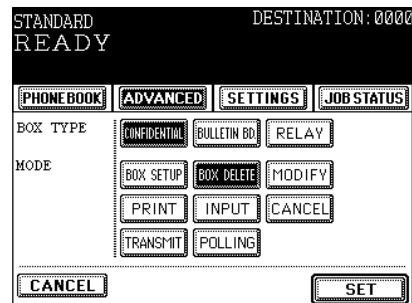 STANDARD DESTINATION:0000
READY
PHONE BOOK ADVANCED SETTINGS JOB STATUS
BOX TYPE CONFIDENTIAL BULLETIN BD. RELAY
MODE BOX SETUP BOX DELETE MODIFY
PRINT INPUT CANCEL
TRANSMIT POLLING
CANCEL SET